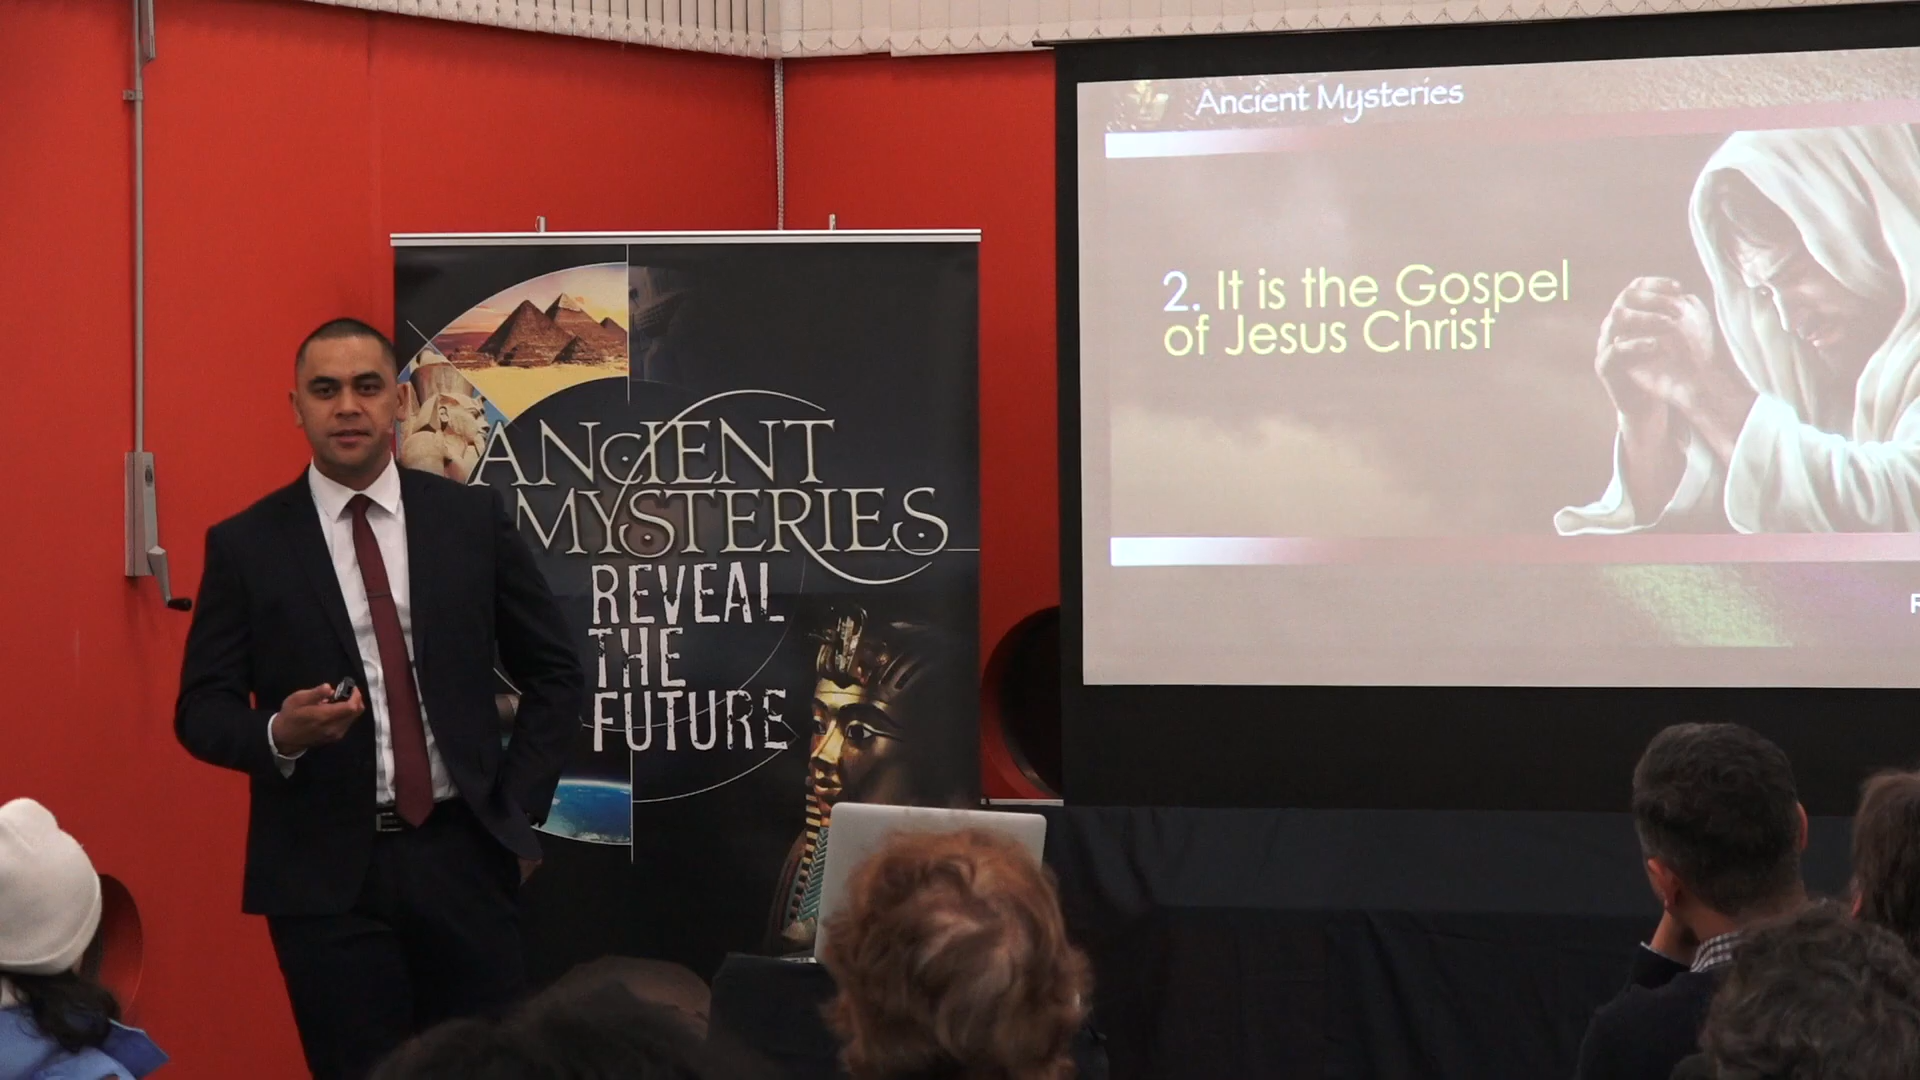 ANCIENT
MYSTERIES
REVEAL
THE
FUTURE
Ancient Mysteries
2. It is the Gospel
of Jesus Christ